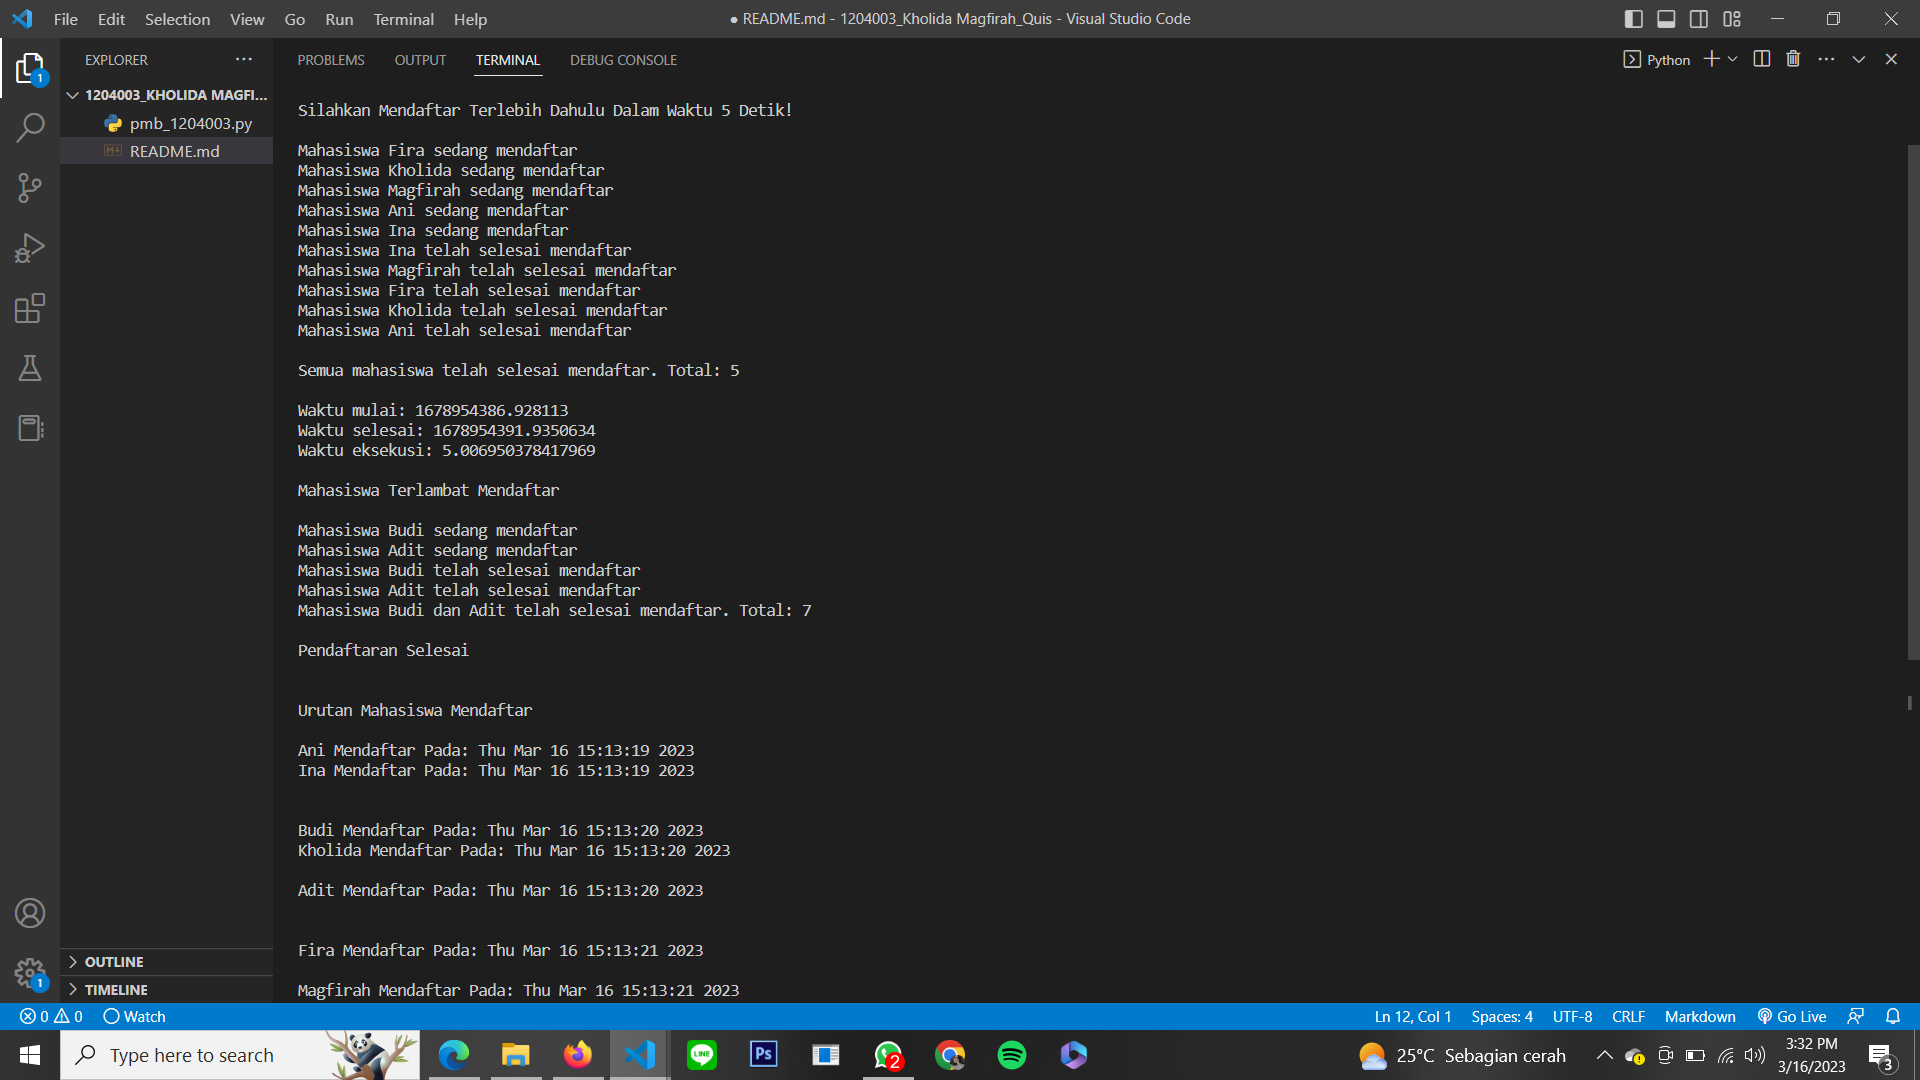 File Edit Selection View Go Run Terminal Help
● README.md - 1204003_Kholida Magfirah_Quis - Visual Studio Code
EXPLORER
1204003_KHOLIDA MAGFI...
pmb_1204003.py
README.md
OUTLINE
TIMELINE
PROBLEMS OUTPUT TERMINAL DEBUG CONSOLE
Python
Silahkan Mendaftar Terlebih Dahulu Dalam Waktu 5 Detik!
Mahasiswa Fira sedang mendaftar
Mahasiswa Kholida sedang mendaftar
Mahasiswa Magfirah sedang mendaftar
Mahasiswa Ani sedang mendaftar
Mahasiswa Ina sedang mendaftar
Mahasiswa Ina telah selesai mendaftar
Mahasiswa Magfirah telah selesai mendaftar
Mahasiswa Fira telah selesai mendaftar
Mahasiswa Kholida telah selesai mendaftar
Mahasiswa Ani telah selesai mendaftar
Semua mahasiswa telah selesai mendaftar. Total: 5
Waktu mulai: 1678954386.928113
Waktu selesai: 1678954391.9350634
Waktu eksekusi: 5.006950378417969
Mahasiswa Terlambat Mendaftar
Mahasiswa Budi sedang mendaftar
Mahasiswa Adit sedang mendaftar
Mahasiswa Budi telah selesai mendaftar
Mahasiswa Adit telah selesai mendaftar
Mahasiswa Budi dan Adit telah selesai mendaftar. Total: 7
Pendaftaran Selesai
Urutan Mahasiswa Mendaftar
Ani Mendaftar Pada: Thu Mar 16 15:13:19 2023
Ina Mendaftar Pada: Thu Mar 16 15:13:19 2023
Budi Mendaftar Pada: Thu Mar 16 15:13:20 2023
Kholida Mendaftar Pada: Thu Mar 16 15:13:20 2023
Adit Mendaftar Pada: Thu Mar 16 15:13:20 2023
Fira Mendaftar Pada: Thu Mar 16 15:13:21 2023
Magfirah Mendaftar Pada: Thu Mar 16 15:13:21 2023
1
1
0 0 Watch
Ln 12, Col 1 Spaces: 4 UTF-8 CRLF Markdown Go Live
Type here to search
LINE
Ps
2
25°C Sebagian cerah
3:32 PM
3/16/2023
3